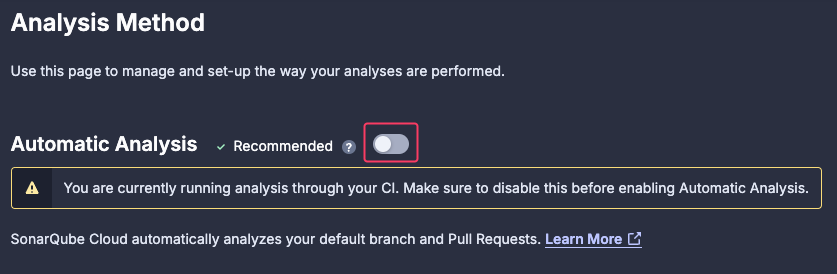 Analysis Method
Use this page to manage and set-up the way your analyses are performed.
Automatic Analysis ✓ Recommended ?
You are currently running analysis through your CI. Make sure to disable this before enabling Automatic Analysis.
SonarQube Cloud automatically analyzes your default branch and Pull Requests. Learn More